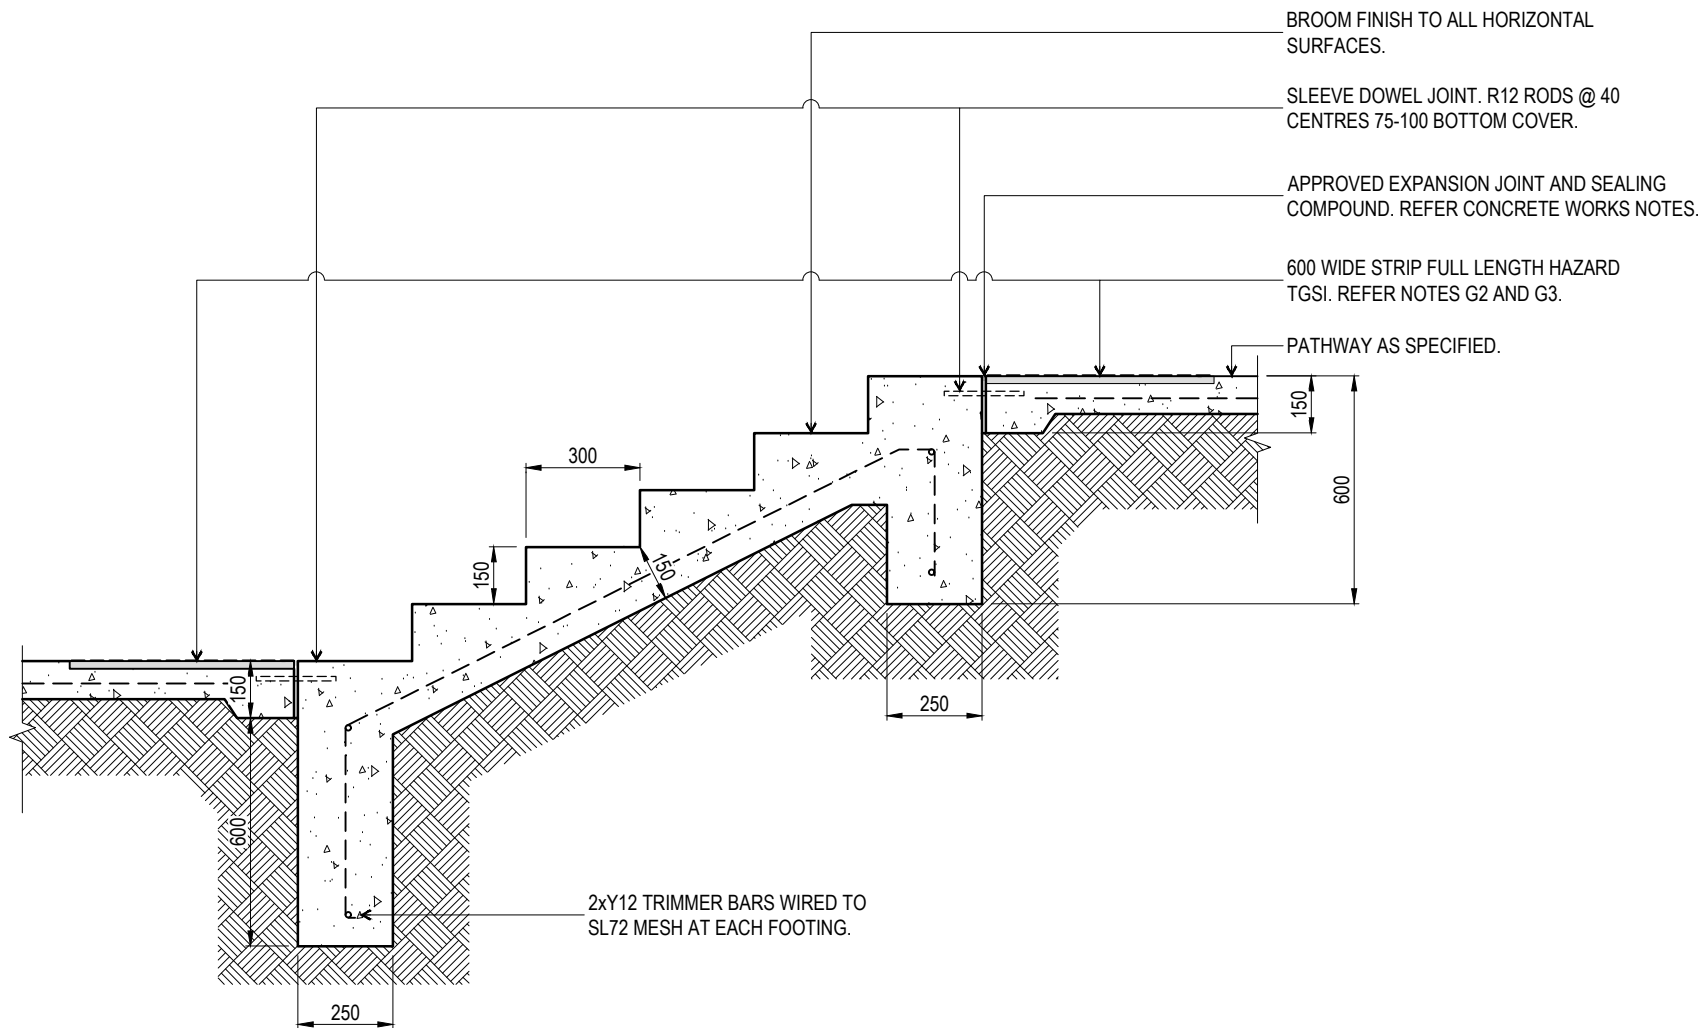 BROOM FINISH TO ALL HORIZONTAL
SURFACES.
SLEEVE DOWEL JOINT. R12 RODS @ 40
CENTRES 75-100 BOTTOM COVER.
APPROVED EXPANSION JOINT AND SEALING
COMPOUND. REFER CONCRETE WORKS NOTES.
600 WIDE STRIP FULL LENGTH HAZARD
TGSI. REFER NOTES G2 AND G3.
PATHWAY AS SPECIFIED.
150
600
300
150
150
250
150
600
2xY12 TRIMMER BARS WIRED TO
SL72 MESH AT EACH FOOTING.
250